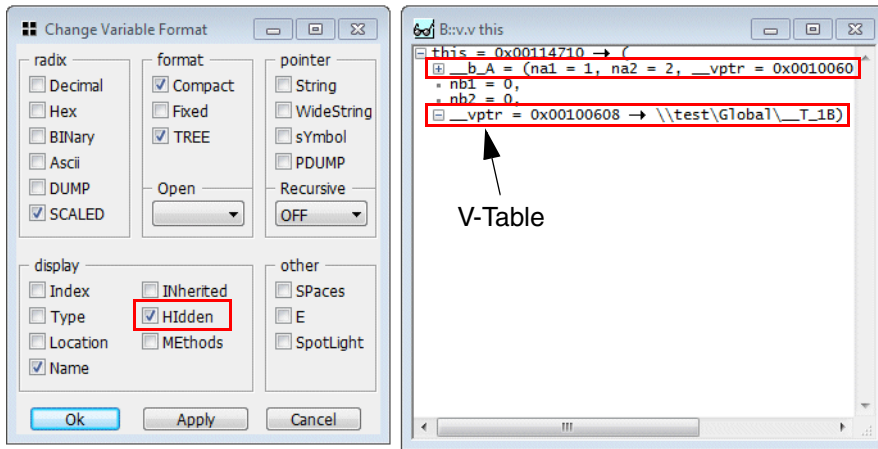 Change Variable Format
radix
Decimal
Hex
BINary
Ascii
DUMP
SCALED
format
Compact
Fixed
TREE
Open
pointer
String
WideString
sYmbol
PDUMP
Recursive
OFF
display
Index
Type
Location
Name
INherited
HIdden
MEthods
other
SPaces
E
SpotLight
Ok
Apply
Cancel
B::v.v this
this = 0x00114710 → (
__b_A = (na1 = 1, na2 = 2, __vptr = 0x0010060
nb1 = 0,
nb2 = 0,
__vptr = 0x00100608 → \\test\Global\__T_1B)
V-Table